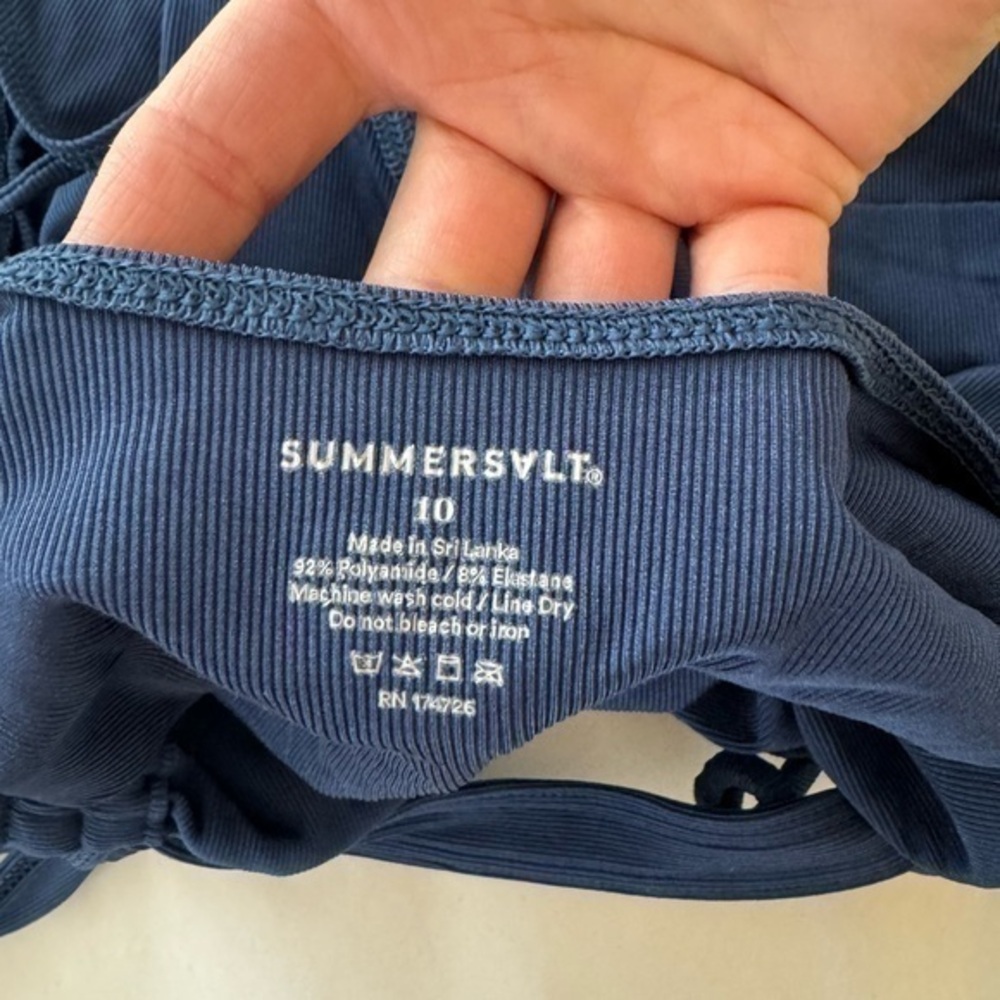 SUMMERSALT®
10
Made in Sri Lanka
92% Polyamide / 8% Elastane
Machine wash cold / Line Dry
Do not bleach or iron
RN 174726